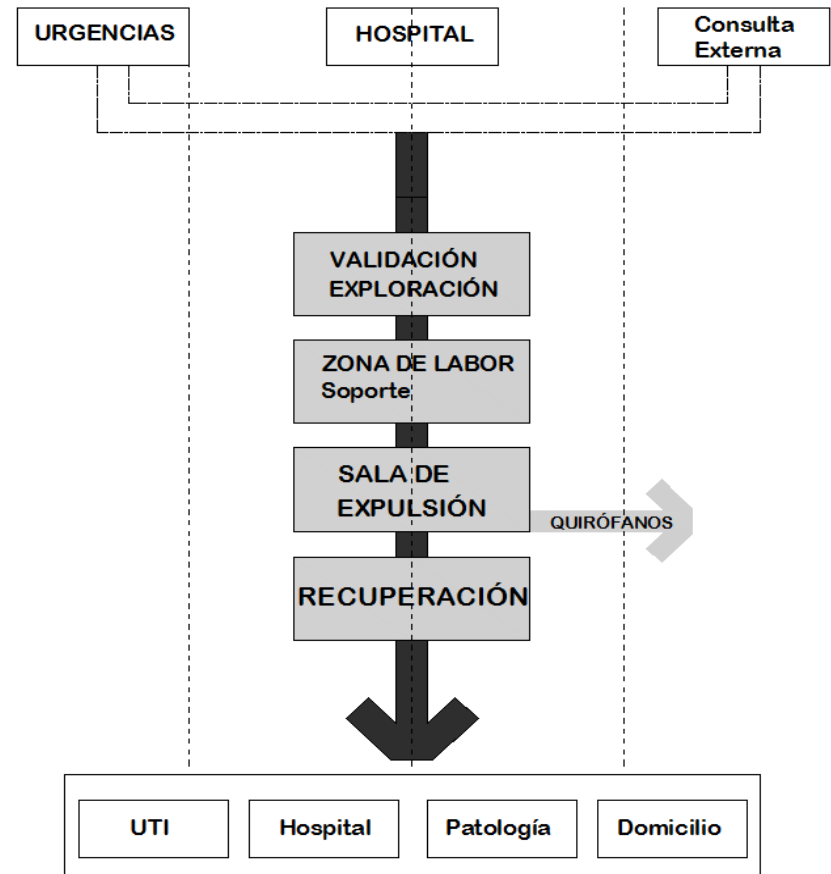 URGENCIAS
HOSPITAL
Consulta
Externa
VALIDACIÓN
EXPLORACIÓN
ZONA DE LABOR
Soporte
SALA DE
EXPULSIÓN
QUIRÓFANOS
RECUPERACIÓN
UTI
Hospital
Patología
Domicilio